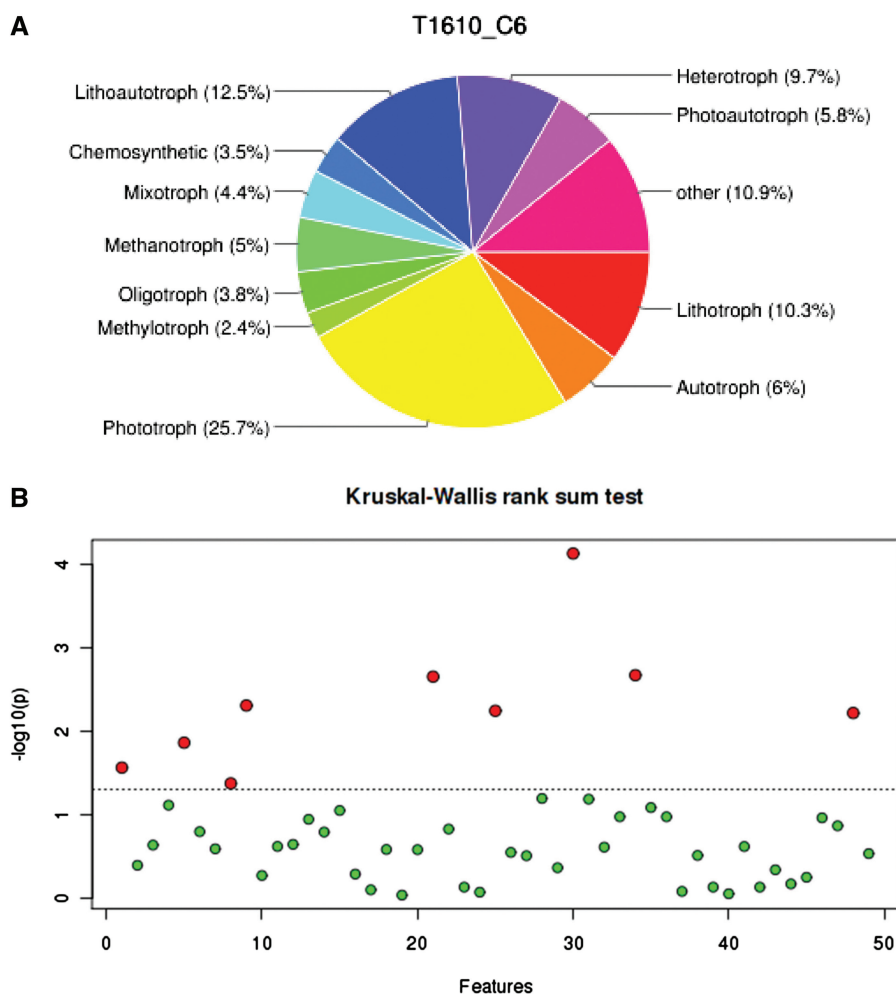 A
T1610_C6
Lithoautotroph (12.5%)
Heterotroph (9.7%)
Photoautotroph (5.8%)
Chemosynthetic (3.5%)
Mixotroph (4.4%)
other (10.9%)
Methanotroph (5%)
Oligotroph (3.8%)
Lithotroph (10.3%)
Methylotroph (2.4%)
Autotroph (6%)
Phototroph (25.7%)
B
Kruskal-Wallis rank sum test
-log10(p)
4
3
2
1
0
0 10 20 30 40 50
Features